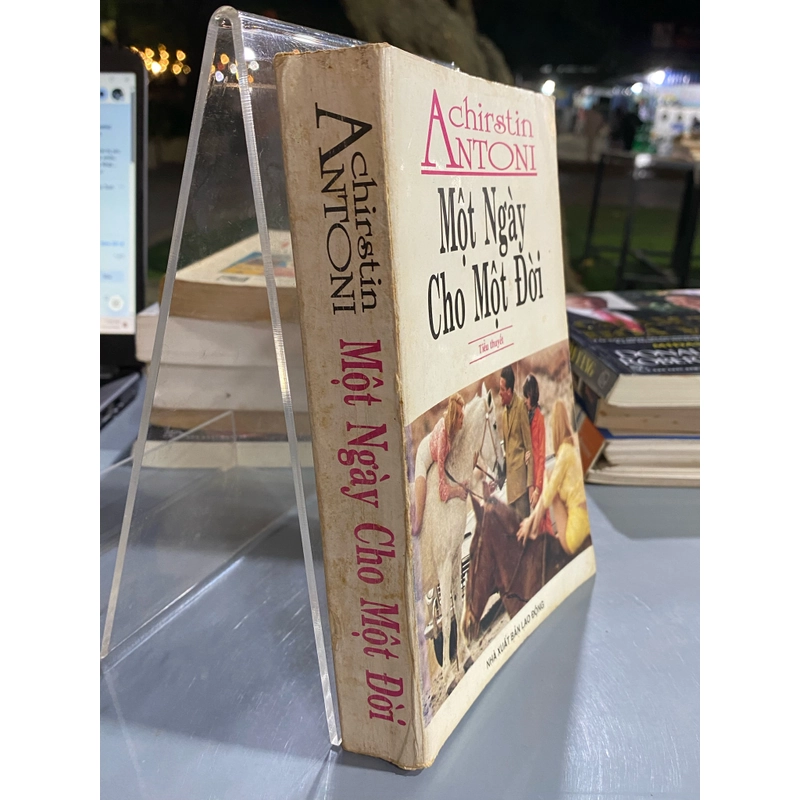 Achirstin
ANTONI
Một Ngày Cho Một Đời
Achirstin
ANTONI
Một Ngày
Cho Một Đời
Tiểu thuyết
NHÀ XUẤT BẢN LAO ĐỘNG